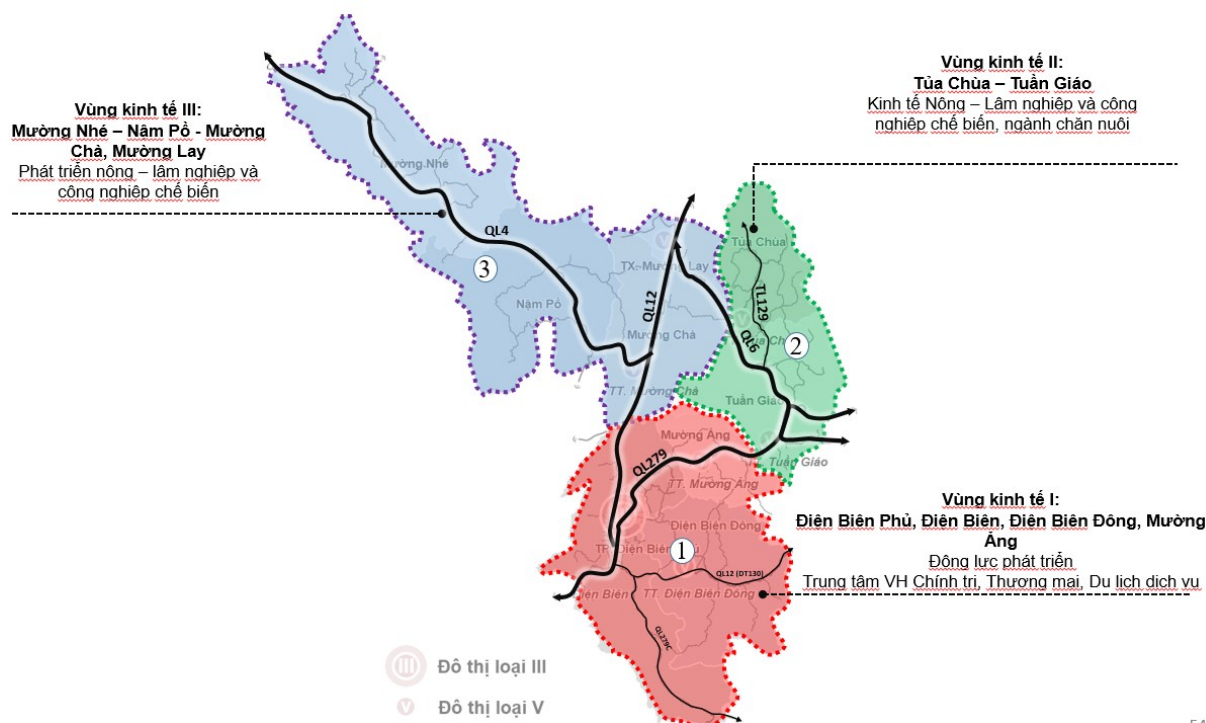 Vùng kinh tế III:
Mường Nhé – Nậm Pồ - Mường
Chà, Mường Lay
Phát triển nông – lâm nghiệp và
công nghiệp chế biến
Vùng kinh tế II:
Tủa Chùa – Tuần Giáo
Kinh tế Nông – Lâm nghiệp và công
nghiệp chế biến, ngành chăn nuôi
Mường Nhé
QL4
3
Nậm Pồ
TX. Mường Lay
QL12
Mường Chà
TT. Mường Chà
Tủa Chùa
TL129
QL6
2
Tuần Giáo
Tuần Giáo
Mường Ảng
QL279
TT. Mường Ảng
Điện Biên Đông
1
TP. Điện Biên
QL12 (DT130)
Điện Biên
TT. Điện Biên Đông
QL279C
Vùng kinh tế I:
Điện Biên Phủ, Điện Biên, Điện Biên Đông, Mường
Ảng
Động lực phát triển
Trung tâm VH Chính trị, Thương mại, Du lịch dịch vụ
III Đô thị loại III
V Đô thị loại V